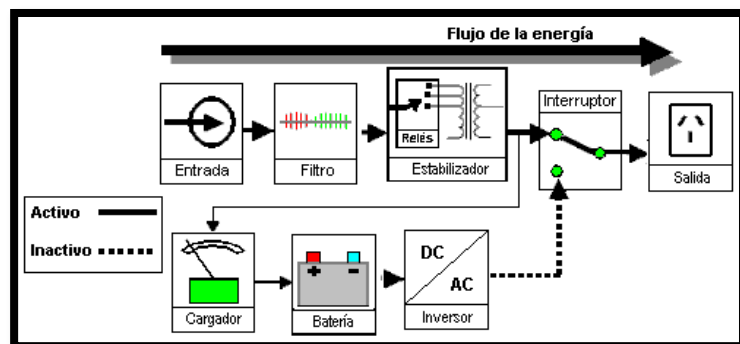 Flujo de la energía
Relés
Interruptor
Entrada
Filtro
Estabilizador
Salida
Activo
Inactivo
+ -
DC
AC
Cargador
Batería
Inversor